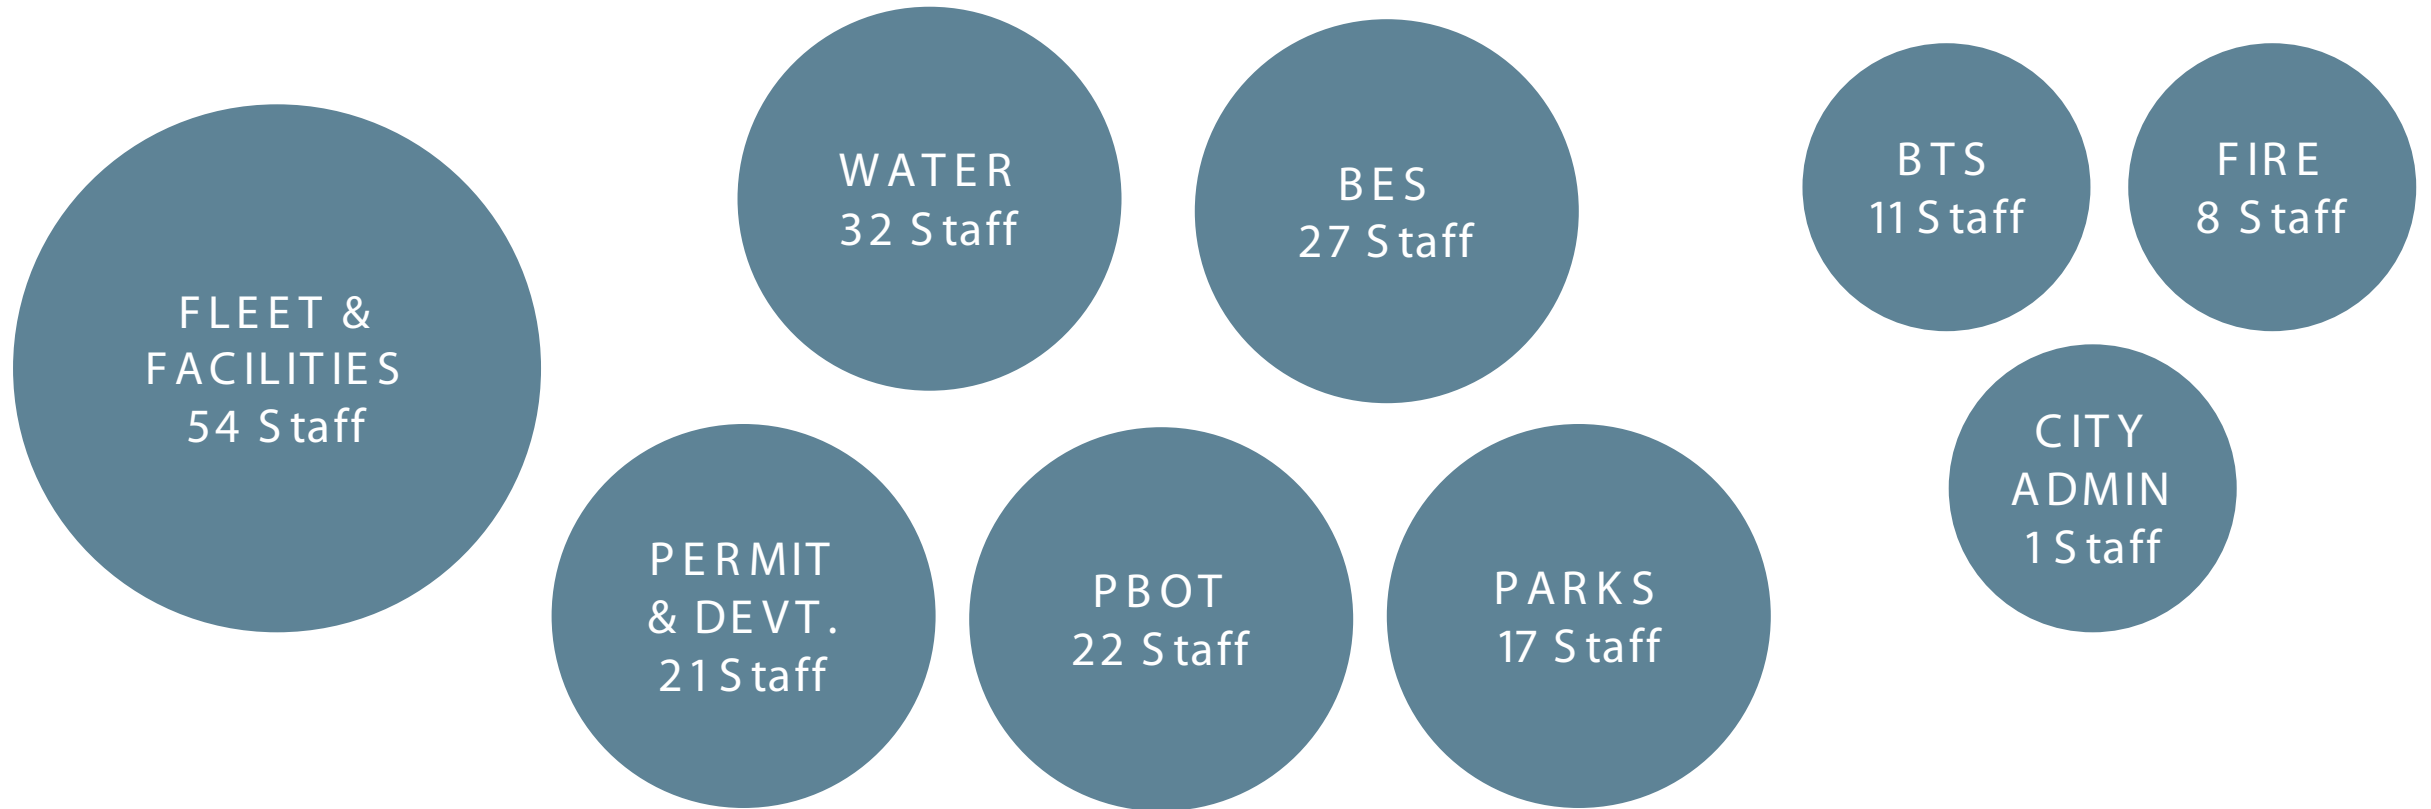 FLEET &
FACILITIES
54 Staff
WATER
32 Staff
BES
27 Staff
PERMIT
& DEVT.
21 Staff
PBOT
22 Staff
PARKS
17 Staff
BTS
11 Staff
FIRE
8 Staff
CITY
ADMIN
1 Staff